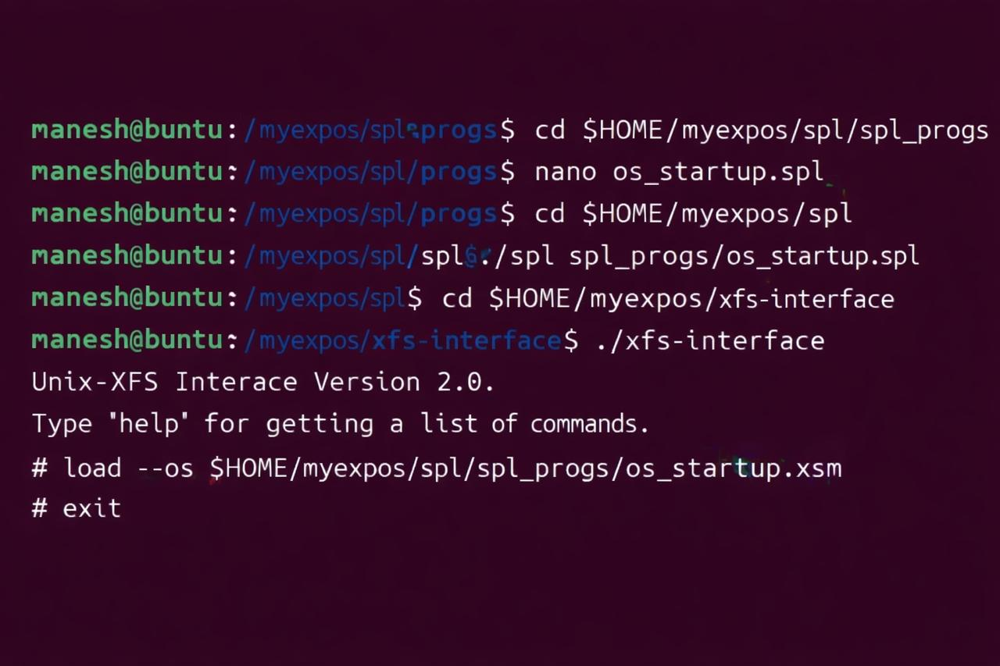 manesh@buntu:/myexpos/spl progs$ cd $HOME/myexpos/spl/spl_progs
manesh@buntu:/myexpos/spl/progs$ nano os_startup.spl
manesh@buntu:/myexpos/spl/progs$ cd $HOME/myexpos/spl
manesh@buntu:/myexpos/spl/spl ./spl spl_progs/os_startup.spl
manesh@buntu:/myexpos/spl$ cd $HOME/myexpos/xfs-interface
manesh@buntu:/myexpos/xfs-interface$ ./xfs-interface
Unix-XFS Interace Version 2.0.
Type "help" for getting a list of commands.
# load --os $HOME/myexpos/spl/spl_progs/os_startup.xsm
# exit